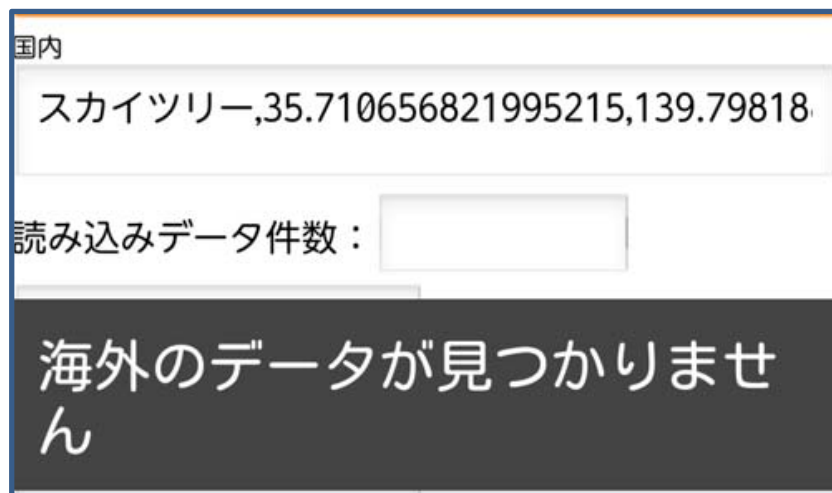 国内
スカイツリー,35.710656821995215,139.79818
読み込みデータ件数：
海外のデータが見つかりませ
ん